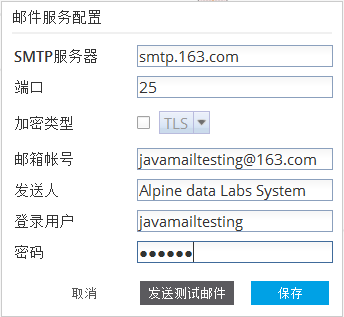 邮件服务配置
SMTP服务器 smtp.163.com
端口 25
加密类型 TLS
邮箱帐号 javamailtesting@163.com
发送人 Alpine data Labs System
登录用户 javamailtesting
密码 ●●●●●●
取消 发送测试邮件 保存